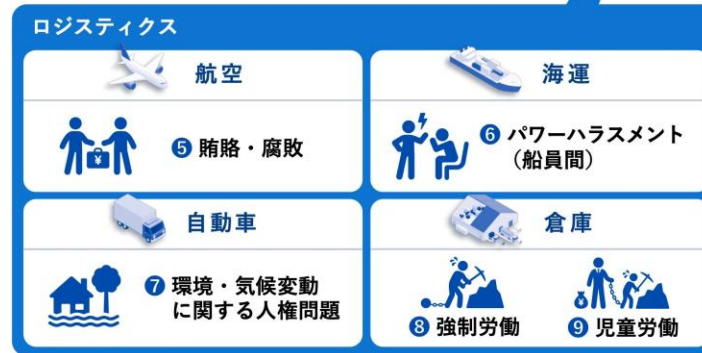 ロジスティクス
航空
海運
¥
❺ 賄賂・腐敗
❻ パワーハラスメント
(船員間)
自動車
倉庫
❼ 環境・気候変動
に関する人権問題
❽ 強制労働
❾ 児童労働